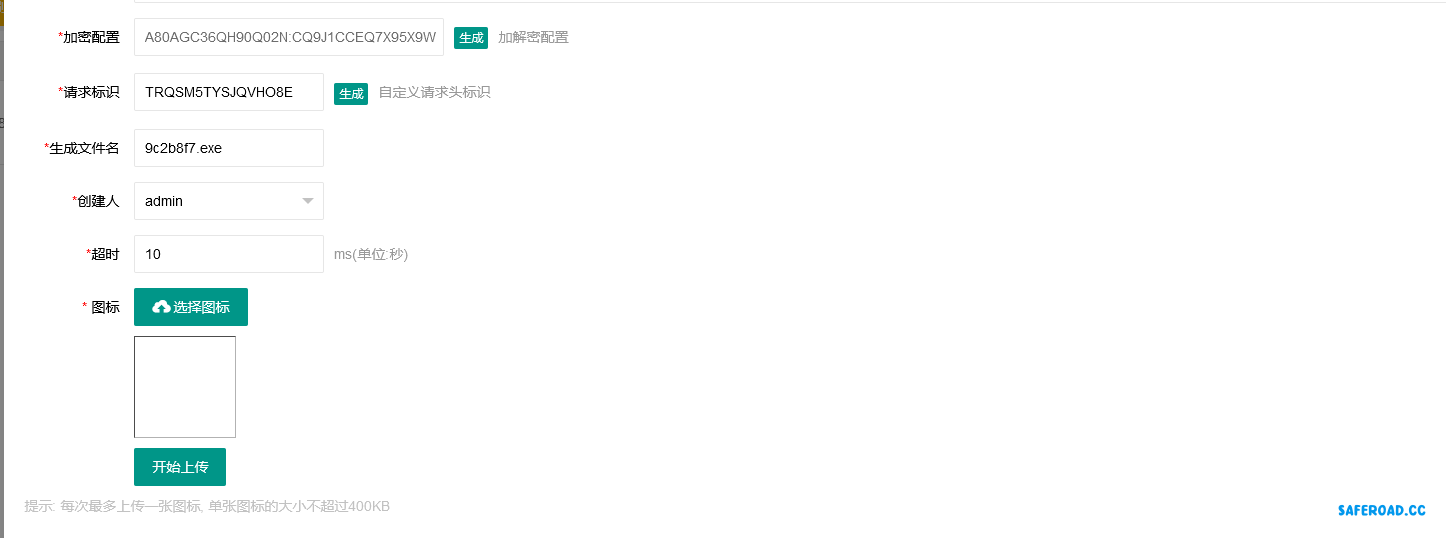 *加密配置 A80AGC36QH90Q02N:CQ9J1CCEQ7X95X9W 生成 加解密配置
*请求标识 TRQSM5TYSJQVHO8E 生成 自定义请求头标识
*生成文件名 9c2b8f7.exe
*创建人 admin
*超时 10 ms(单位:秒)
* 图标 选择图标
开始上传
提示: 每次最多上传一张图标, 单张图标的大小不超过400KB
SAFEROAD.CC